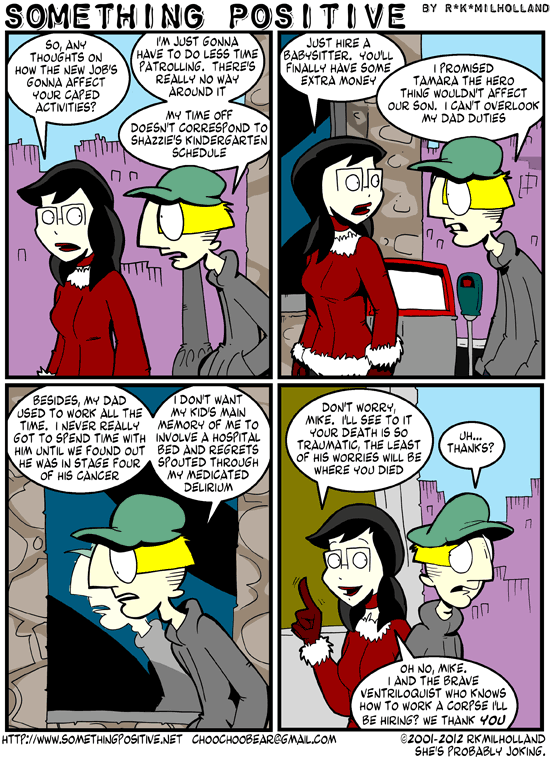 SOMETHING POSITIVE BY R*K*MILHOLLAND
SO, ANY
THOUGHTS ON
HOW THE NEW JOB'S
GONNA AFFECT
YOUR CAPED
ACTIVITIES?
I'M JUST GONNA
HAVE TO DO LESS TIME
PATROLLING. THERE'S
REALLY NO WAY
AROUND IT
MY TIME OFF
DOESN'T CORRESPOND TO
SHAZZIE'S KINDERGARTEN
SCHEDULE
JUST HIRE A
BABYSITTER. YOU'LL
FINALLY HAVE SOME
EXTRA MONEY
I PROMISED
TAMARA THE HERO
THING WOULDN'T AFFECT
OUR SON. I CAN'T OVERLOOK
MY DAD DUTIES
BESIDES, MY DAD
USED TO WORK ALL THE
TIME. I NEVER REALLY
GOT TO SPEND TIME WITH
HIM UNTIL WE FOUND OUT
HE WAS IN STAGE FOUR
OF HIS CANCER
I DON'T WANT
MY KID'S MAIN
MEMORY OF ME TO
INVOLVE A HOSPITAL
BED AND REGRETS
SPOUTED THROUGH
MY MEDICATED
DELIRIUM
DON'T WORRY,
MIKE. I'LL SEE TO IT
YOUR DEATH IS SO
TRAUMATIC, THE LEAST
OF HIS WORRIES WILL BE
WHERE YOU DIED
UH...
THANKS?
OH NO, MIKE.
I AND THE BRAVE
VENTRILOQUIST WHO KNOWS
HOW TO WORK A CORPSE I'LL
BE HIRING? WE THANK YOU
HTTP://WWW.SOMETHINGPOSITIVE.NET CHOOCHOOBEAR@GMAIL.COM
©2001-2012 RKMILHOLLAND
SHE'S PROBABLY JOKING.